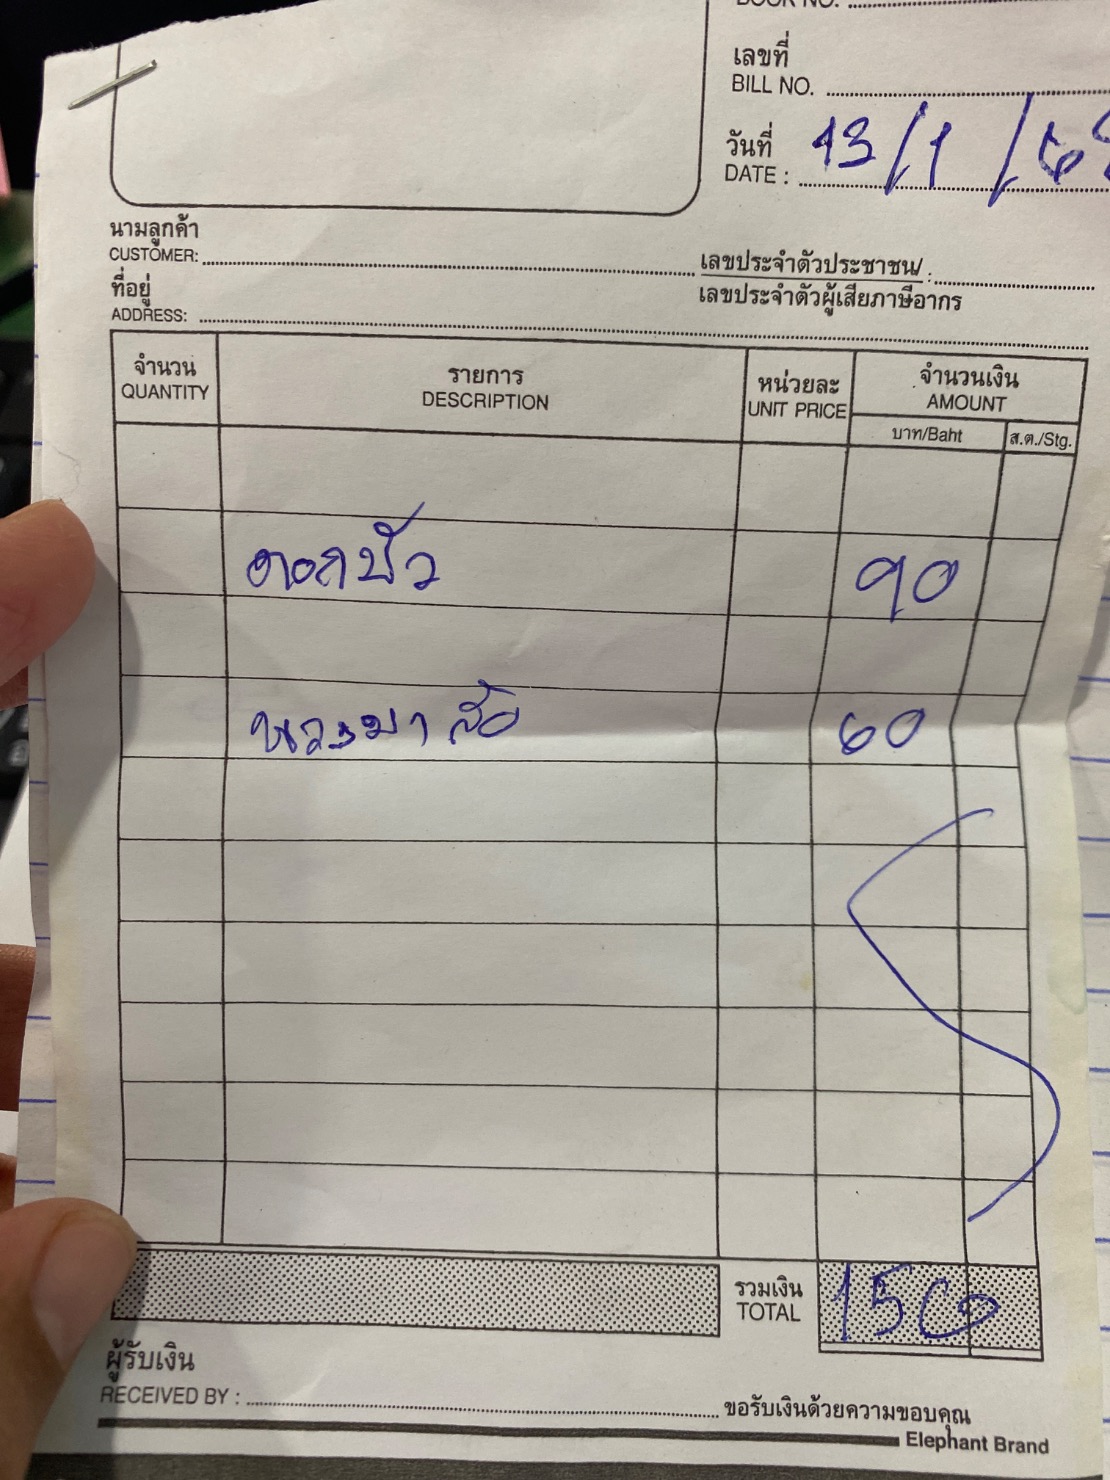 BOOK NO.
เลขที่
BILL NO.
วันที่
DATE : 13/1/69
นามลูกค้า
CUSTOMER:
เลขประจำตัวประชาชน/ :
เลขประจำตัวผู้เสียภาษีอากร
ที่อยู่
ADDRESS:
จำนวน
QUANTITY
รายการ
DESCRIPTION
หน่วยละ
UNIT PRICE
จำนวนเงิน
AMOUNT
บาท/Baht ส.ต./Stg.
ดอกบัว 90
พวงมาลัย 60
รวมเงิน
TOTAL
150
ผู้รับเงิน
RECEIVED BY :
ขอรับเงินด้วยความขอบคุณ
Elephant Brand